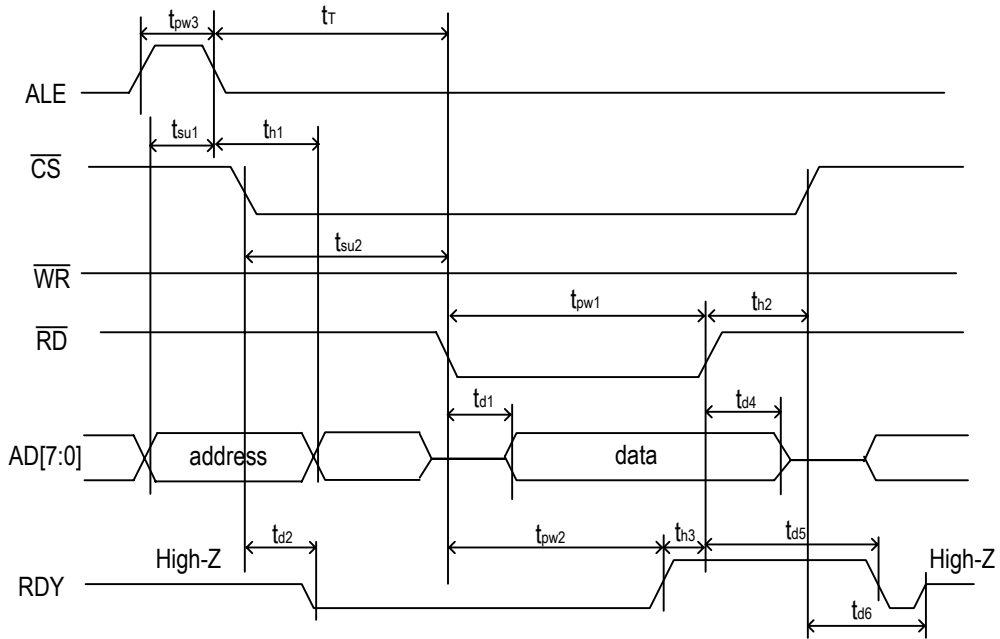 tpw3 tT
ALE
tsu1 th1
CS
tsu2
WR
tpw1 th2
RD
td1 td4
AD[7:0] address data
td2 tpw2 th3 td5
High-Z High-Z
RDY
td6